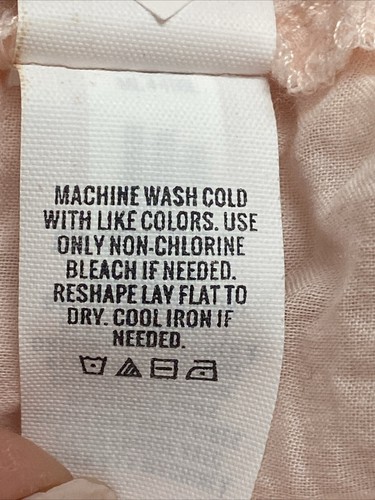 MACHINE WASH COLD
WITH LIKE COLORS. USE
ONLY NON-CHLORINE
BLEACH IF NEEDED.
RESHAPE LAY FLAT TO
DRY. COOL IRON IF
NEEDED.